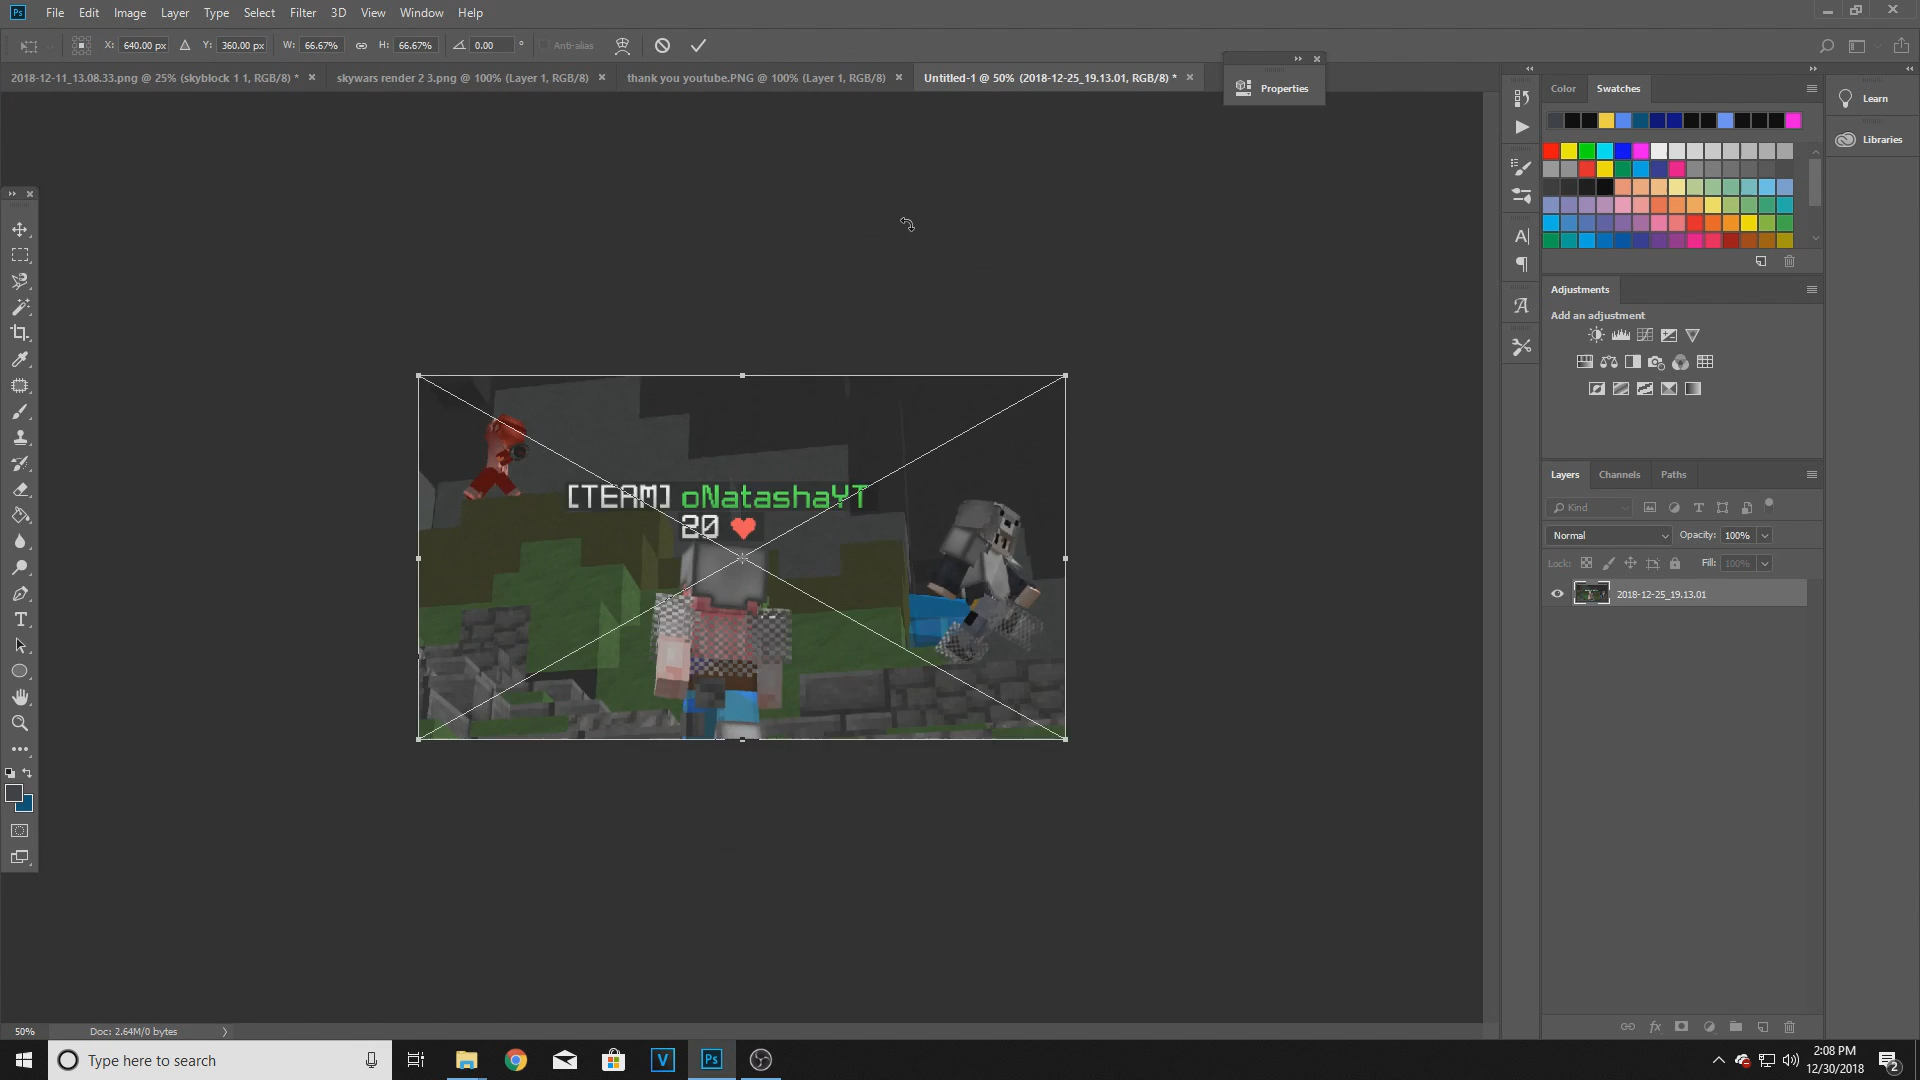 Ps File Edit Image Layer Type Select Filter 3D View Window Help
X: 640.00 px Y: 360.00 px W: 66.67% H: 66.67% 0.00 ° Anti-alias
2018-12-11_13.08.33.png @ 25% (skyblock 1 1, RGB/8) * × skywars render 2 3.png @ 100% (Layer 1, RGB/8) × thank you youtube.PNG @ 100% (Layer 1, RGB/8) × Untitled-1 @ 50% (2018-12-25_19.13.01, RGB/8) * ×
Properties
Color Swatches
Learn
Libraries
Adjustments
Add an adjustment
Layers Channels Paths
Kind
Normal Opacity: 100%
Lock: Fill: 100%
2018-12-25_19.13.01
[TEAM] oNatashaYT
20 ❤
50% Doc: 2.64M/0 bytes
Type here to search
V Ps
2:08 PM
12/30/2018
2